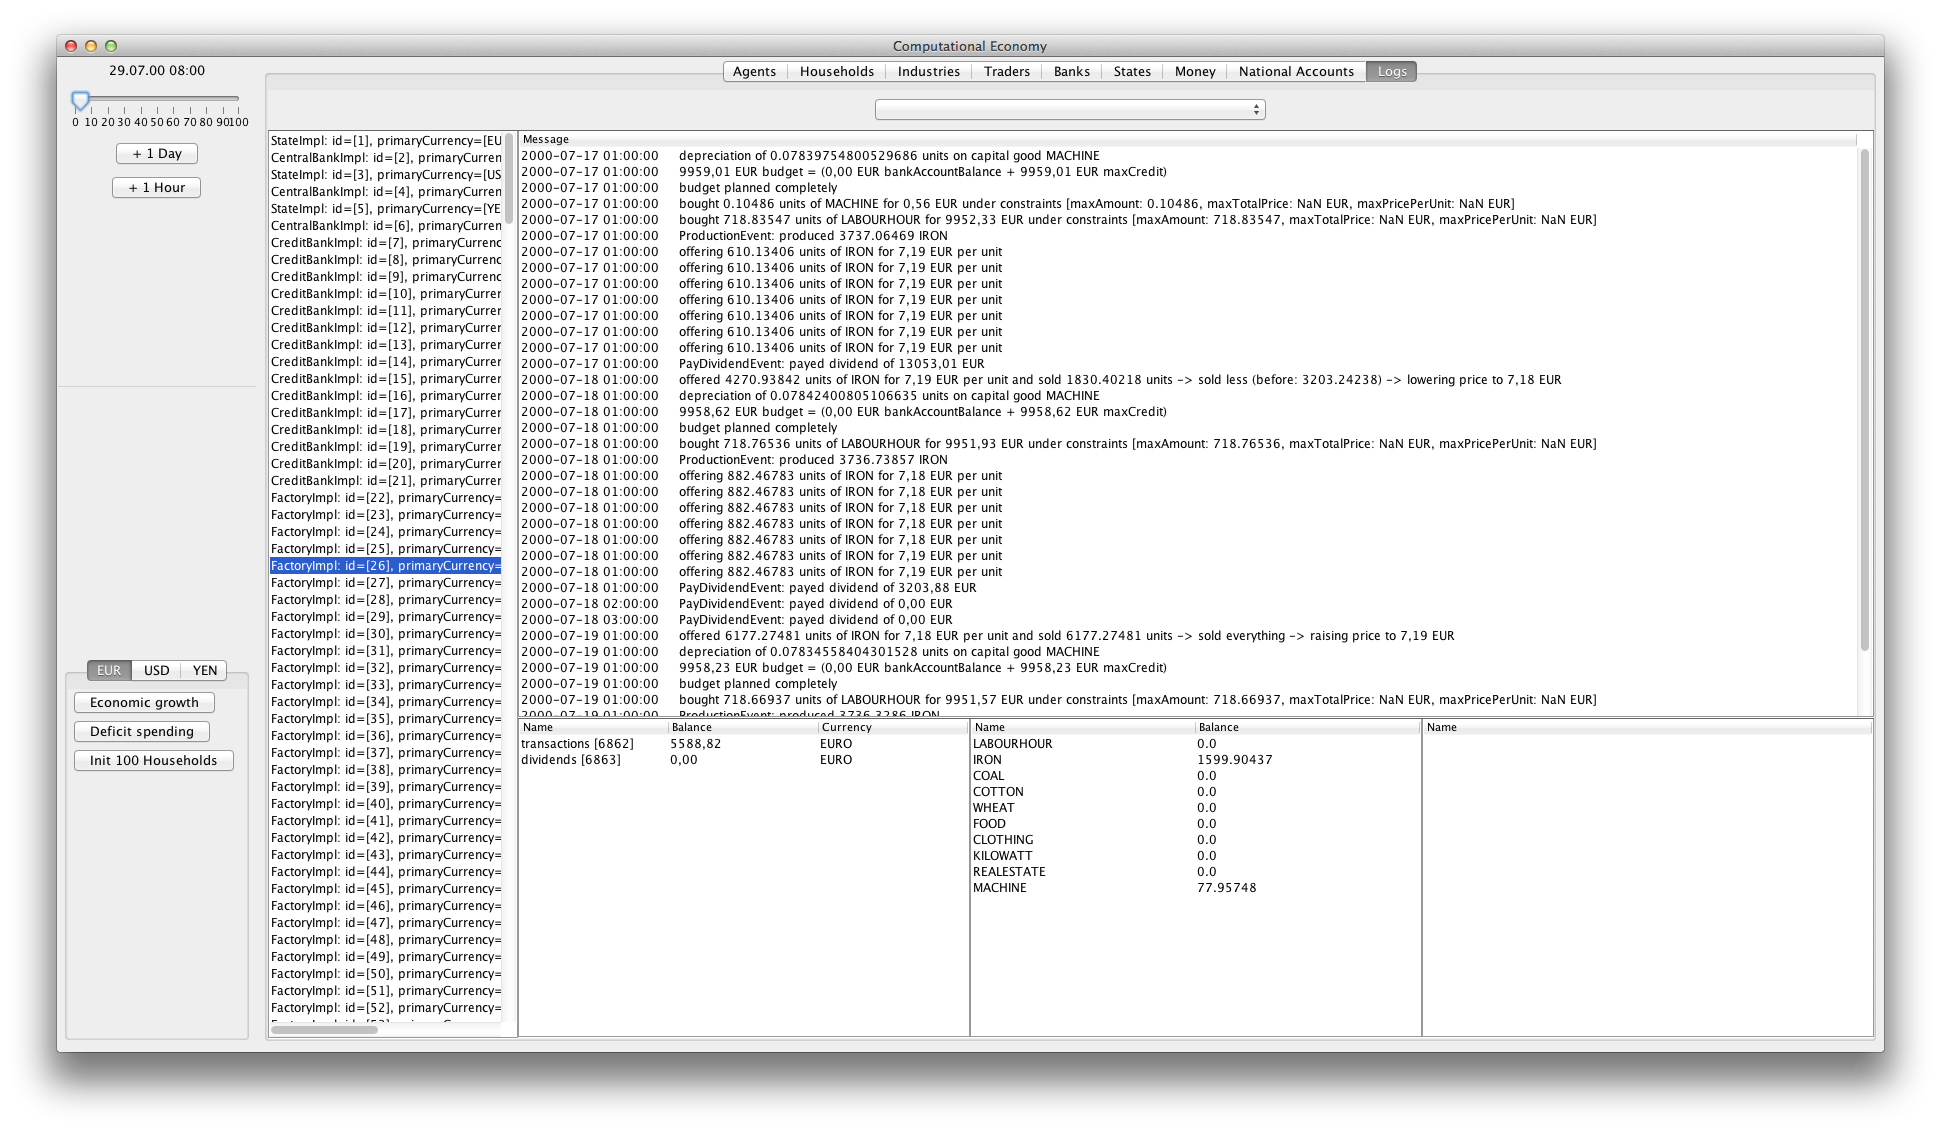 Computational Economy
29.07.00 08:00
0 10 20 30 40 50 60 70 80 90 100
+ 1 Day
+ 1 Hour
EUR USD YEN
Economic growth
Deficit spending
Init 100 Households
Agents Households Industries Traders Banks States Money National Accounts Logs
StateImpl: id=[1], primaryCurrency=[EU
CentralBankImpl: id=[2], primaryCurren
StateImpl: id=[3], primaryCurrency=[US
CentralBankImpl: id=[4], primaryCurren
StateImpl: id=[5], primaryCurrency=[YE
CentralBankImpl: id=[6], primaryCurren
CreditBankImpl: id=[7], primaryCurrenc
CreditBankImpl: id=[8], primaryCurrenc
CreditBankImpl: id=[9], primaryCurrenc
CreditBankImpl: id=[10], primaryCurrer
CreditBankImpl: id=[11], primaryCurrer
CreditBankImpl: id=[12], primaryCurrer
CreditBankImpl: id=[13], primaryCurrer
CreditBankImpl: id=[14], primaryCurrer
CreditBankImpl: id=[15], primaryCurrer
CreditBankImpl: id=[16], primaryCurrer
CreditBankImpl: id=[17], primaryCurrer
CreditBankImpl: id=[18], primaryCurrer
CreditBankImpl: id=[19], primaryCurrer
CreditBankImpl: id=[20], primaryCurrer
CreditBankImpl: id=[21], primaryCurrer
FactoryImpl: id=[22], primaryCurrency=
FactoryImpl: id=[23], primaryCurrency=
FactoryImpl: id=[24], primaryCurrency=
FactoryImpl: id=[25], primaryCurrency=
FactoryImpl: id=[26], primaryCurrency=
FactoryImpl: id=[27], primaryCurrency=
FactoryImpl: id=[28], primaryCurrency=
FactoryImpl: id=[29], primaryCurrency=
FactoryImpl: id=[30], primaryCurrency=
FactoryImpl: id=[31], primaryCurrency=
FactoryImpl: id=[32], primaryCurrency=
FactoryImpl: id=[33], primaryCurrency=
FactoryImpl: id=[34], primaryCurrency=
FactoryImpl: id=[35], primaryCurrency=
FactoryImpl: id=[36], primaryCurrency=
FactoryImpl: id=[37], primaryCurrency=
FactoryImpl: id=[38], primaryCurrency=
FactoryImpl: id=[39], primaryCurrency=
FactoryImpl: id=[40], primaryCurrency=
FactoryImpl: id=[41], primaryCurrency=
FactoryImpl: id=[42], primaryCurrency=
FactoryImpl: id=[43], primaryCurrency=
FactoryImpl: id=[44], primaryCurrency=
FactoryImpl: id=[45], primaryCurrency=
FactoryImpl: id=[46], primaryCurrency=
FactoryImpl: id=[47], primaryCurrency=
FactoryImpl: id=[48], primaryCurrency=
FactoryImpl: id=[49], primaryCurrency=
FactoryImpl: id=[50], primaryCurrency=
FactoryImpl: id=[51], primaryCurrency=
FactoryImpl: id=[52], primaryCurrency=
Message
2000-07-17 01:00:00 depreciation of 0.07839754800529686 units on capital good MACHINE
2000-07-17 01:00:00 9959,01 EUR budget = (0,00 EUR bankAccountBalance + 9959,01 EUR maxCredit)
2000-07-17 01:00:00 budget planned completely
2000-07-17 01:00:00 bought 0.10486 units of MACHINE for 0,56 EUR under constraints [maxAmount: 0.10486, maxTotalPrice: NaN EUR, maxPricePerUnit: NaN EUR]
2000-07-17 01:00:00 bought 718.83547 units of LABOURHOUR for 9952,33 EUR under constraints [maxAmount: 718.83547, maxTotalPrice: NaN EUR, maxPricePerUnit: NaN EUR]
2000-07-17 01:00:00 ProductionEvent: produced 3737.06469 IRON
2000-07-17 01:00:00 offering 610.13406 units of IRON for 7,19 EUR per unit
2000-07-17 01:00:00 offering 610.13406 units of IRON for 7,19 EUR per unit
2000-07-17 01:00:00 offering 610.13406 units of IRON for 7,19 EUR per unit
2000-07-17 01:00:00 offering 610.13406 units of IRON for 7,19 EUR per unit
2000-07-17 01:00:00 offering 610.13406 units of IRON for 7,19 EUR per unit
2000-07-17 01:00:00 offering 610.13406 units of IRON for 7,19 EUR per unit
2000-07-17 01:00:00 offering 610.13406 units of IRON for 7,19 EUR per unit
2000-07-17 01:00:00 PayDividendEvent: payed dividend of 13053,01 EUR
2000-07-18 01:00:00 offered 4270.93842 units of IRON for 7,19 EUR per unit and sold 1830.40218 units -> sold less (before: 3203.24238) -> lowering price to 7,18 EUR
2000-07-18 01:00:00 depreciation of 0.07842400805106635 units on capital good MACHINE
2000-07-18 01:00:00 9958,62 EUR budget = (0,00 EUR bankAccountBalance + 9958,62 EUR maxCredit)
2000-07-18 01:00:00 budget planned completely
2000-07-18 01:00:00 bought 718.76536 units of LABOURHOUR for 9951,93 EUR under constraints [maxAmount: 718.76536, maxTotalPrice: NaN EUR, maxPricePerUnit: NaN EUR]
2000-07-18 01:00:00 ProductionEvent: produced 3736.73857 IRON
2000-07-18 01:00:00 offering 882.46783 units of IRON for 7,18 EUR per unit
2000-07-18 01:00:00 offering 882.46783 units of IRON for 7,18 EUR per unit
2000-07-18 01:00:00 offering 882.46783 units of IRON for 7,18 EUR per unit
2000-07-18 01:00:00 offering 882.46783 units of IRON for 7,18 EUR per unit
2000-07-18 01:00:00 offering 882.46783 units of IRON for 7,18 EUR per unit
2000-07-18 01:00:00 offering 882.46783 units of IRON for 7,19 EUR per unit
2000-07-18 01:00:00 offering 882.46783 units of IRON for 7,19 EUR per unit
2000-07-18 01:00:00 PayDividendEvent: payed dividend of 3203,88 EUR
2000-07-18 02:00:00 PayDividendEvent: payed dividend of 0,00 EUR
2000-07-18 03:00:00 PayDividendEvent: payed dividend of 0,00 EUR
2000-07-19 01:00:00 offered 6177.27481 units of IRON for 7,18 EUR per unit and sold 6177.27481 units -> sold everything -> raising price to 7,19 EUR
2000-07-19 01:00:00 depreciation of 0.07834558404301528 units on capital good MACHINE
2000-07-19 01:00:00 9958,23 EUR budget = (0,00 EUR bankAccountBalance + 9958,23 EUR maxCredit)
2000-07-19 01:00:00 budget planned completely
2000-07-19 01:00:00 bought 718.66937 units of LABOURHOUR for 9951,57 EUR under constraints [maxAmount: 718.66937, maxTotalPrice: NaN EUR, maxPricePerUnit: NaN EUR]
2000-07-19 01:00:00 ProductionEvent: produced 3736.3286 IRON
Name Balance Currency
transactions [6862] 5588,82 EURO
dividends [6863] 0,00 EURO
Name Balance
LABOURHOUR 0.0
IRON 1599.90437
COAL 0.0
COTTON 0.0
WHEAT 0.0
FOOD 0.0
CLOTHING 0.0
KILOWATT 0.0
REALESTATE 0.0
MACHINE 77.95748
Name